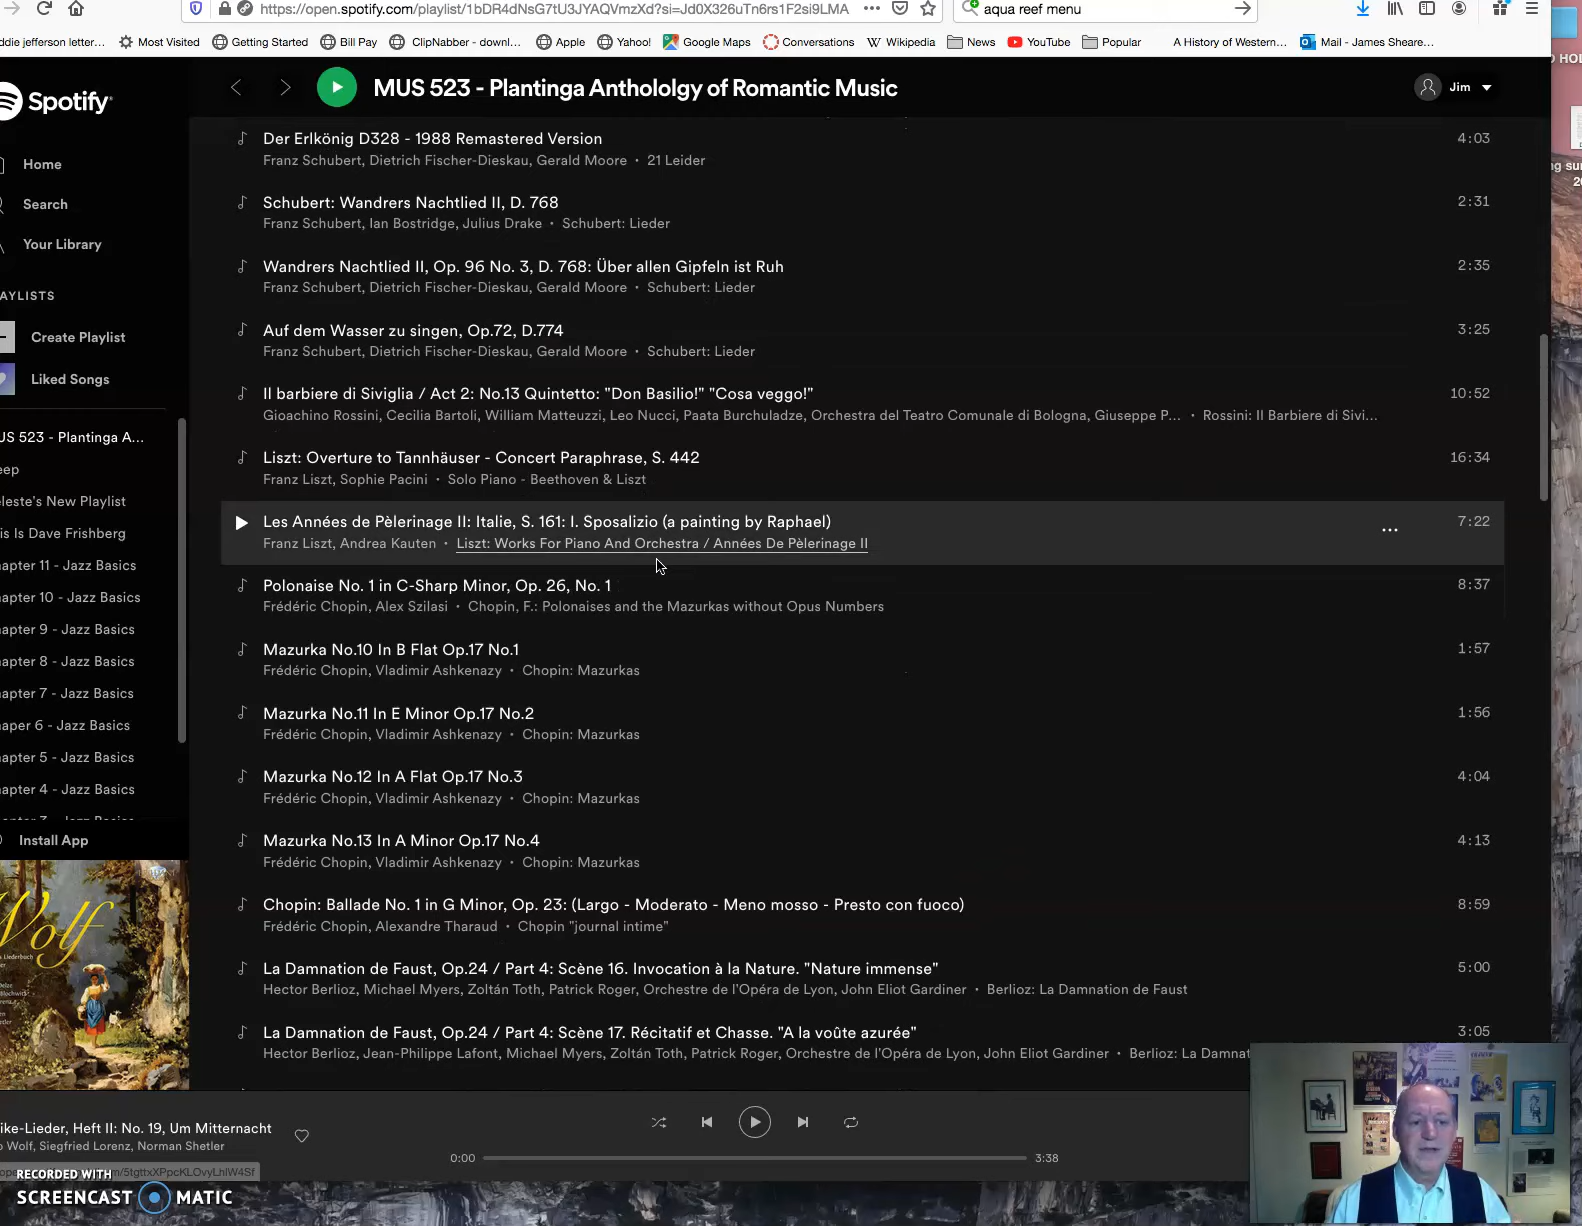 https://open.spotify.com/playlist/1bDR4dNsG7tU3JYAQVmzXd?si=Jd0X326uTn6rs1F2si9LMA
aqua reef menu
ddie jefferson letter… Most Visited Getting Started Bill Pay ClipNabber - downl… Apple Yahoo! Google Maps Conversations Wikipedia News YouTube Popular A History of Western… Mail - James Sheare…
Spotify
MUS 523 - Plantinga Anthololgy of Romantic Music
Jim
Home
Search
Your Library
AYLISTS
Create Playlist
Liked Songs
US 523 - Plantinga A...
eep
eleste's New Playlist
is Is Dave Frishberg
apter 11 - Jazz Basics
apter 10 - Jazz Basics
apter 9 - Jazz Basics
apter 8 - Jazz Basics
apter 7 - Jazz Basics
aper 6 - Jazz Basics
apter 5 - Jazz Basics
apter 4 - Jazz Basics
Install App
Der Erlkönig D328 - 1988 Remastered Version 4:03
Franz Schubert, Dietrich Fischer-Dieskau, Gerald Moore • 21 Leider
Schubert: Wandrers Nachtlied II, D. 768 2:31
Franz Schubert, Ian Bostridge, Julius Drake • Schubert: Lieder
Wandrers Nachtlied II, Op. 96 No. 3, D. 768: Über allen Gipfeln ist Ruh 2:35
Franz Schubert, Dietrich Fischer-Dieskau, Gerald Moore • Schubert: Lieder
Auf dem Wasser zu singen, Op.72, D.774 3:25
Franz Schubert, Dietrich Fischer-Dieskau, Gerald Moore • Schubert: Lieder
Il barbiere di Siviglia / Act 2: No.13 Quintetto: "Don Basilio!" "Cosa veggo!" 10:52
Gioachino Rossini, Cecilia Bartoli, William Matteuzzi, Leo Nucci, Paata Burchuladze, Orchestra del Teatro Comunale di Bologna, Giuseppe P... • Rossini: Il Barbiere di Sivi...
Liszt: Overture to Tannhäuser - Concert Paraphrase, S. 442 16:34
Franz Liszt, Sophie Pacini • Solo Piano - Beethoven & Liszt
Les Années de Pèlerinage II: Italie, S. 161: I. Sposalizio (a painting by Raphael) 7:22
Franz Liszt, Andrea Kauten • Liszt: Works For Piano And Orchestra / Années De Pèlerinage II
Polonaise No. 1 in C-Sharp Minor, Op. 26, No. 1 8:37
Frédéric Chopin, Alex Szilasi • Chopin, F.: Polonaises and the Mazurkas without Opus Numbers
Mazurka No.10 In B Flat Op.17 No.1 1:57
Frédéric Chopin, Vladimir Ashkenazy • Chopin: Mazurkas
Mazurka No.11 In E Minor Op.17 No.2 1:56
Frédéric Chopin, Vladimir Ashkenazy • Chopin: Mazurkas
Mazurka No.12 In A Flat Op.17 No.3 4:04
Frédéric Chopin, Vladimir Ashkenazy • Chopin: Mazurkas
Mazurka No.13 In A Minor Op.17 No.4 4:13
Frédéric Chopin, Vladimir Ashkenazy • Chopin: Mazurkas
Chopin: Ballade No. 1 in G Minor, Op. 23: (Largo - Moderato - Meno mosso - Presto con fuoco) 8:59
Frédéric Chopin, Alexandre Tharaud • Chopin "journal intime"
La Damnation de Faust, Op.24 / Part 4: Scène 16. Invocation à la Nature. "Nature immense" 5:00
Hector Berlioz, Michael Myers, Zoltán Toth, Patrick Roger, Orchestre de l'Opéra de Lyon, John Eliot Gardiner • Berlioz: La Damnation de Faust
La Damnation de Faust, Op.24 / Part 4: Scène 17. Récitatif et Chasse. "A la voûte azurée" 3:05
Hector Berlioz, Jean-Philippe Lafont, Michael Myers, Zoltán Toth, Patrick Roger, Orchestre de l'Opéra de Lyon, John Eliot Gardiner • Berlioz: La Damnat
Wolf
ike-Lieder, Heft II: No. 19, Um Mitternacht
o Wolf, Siegfried Lorenz, Norman Shetler
0:00 3:38
RECORDED WITH
SCREENCAST MATIC
HOL